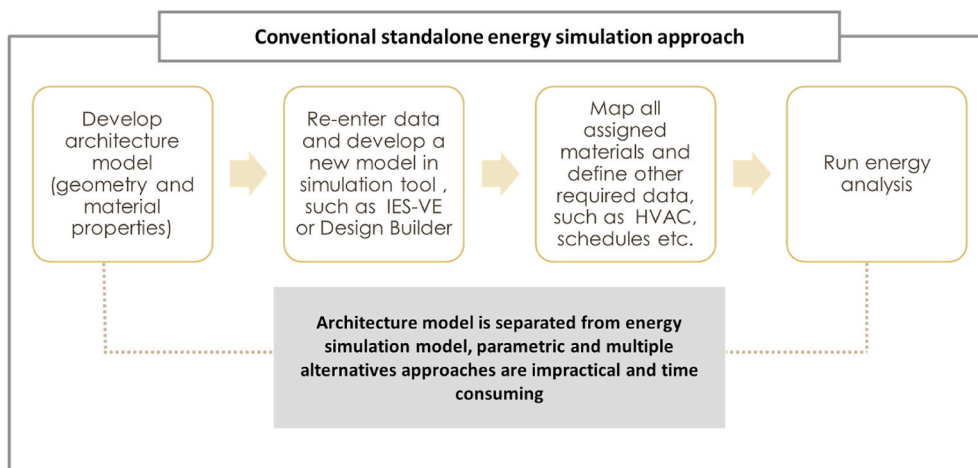 Conventional standalone energy simulation approach
Develop
architecture
model
(geometry and
material
properties)
Re-enter data
and develop a
new model in
simulation tool ,
such as IES-VE
or Design Builder
Map all
assigned
materials and
define other
required data,
such as HVAC,
schedules etc.
Run energy
analysis
Architecture model is separated from energy
simulation model, parametric and multiple
alternatives approaches are impractical and time
consuming